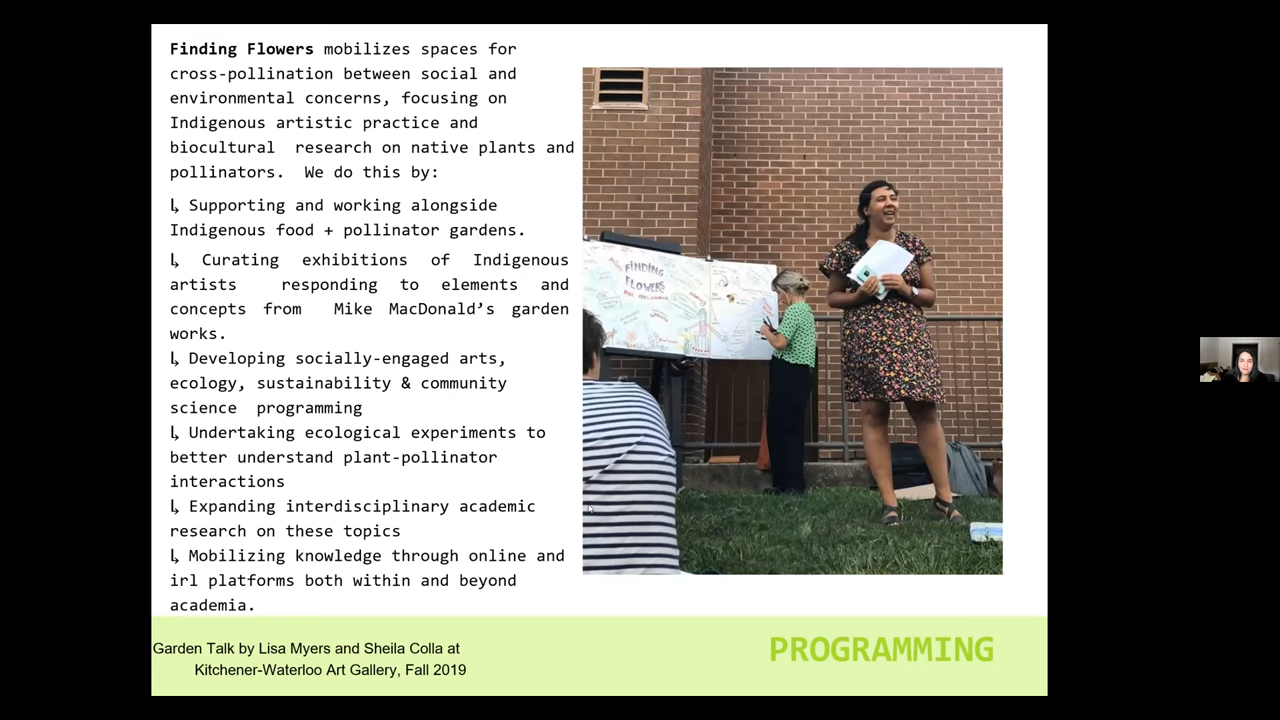 Finding Flowers mobilizes spaces for
cross-pollination between social and
environmental concerns, focusing on
Indigenous artistic practice and
biocultural research on native plants and
pollinators. We do this by:
↳ Supporting and working alongside
Indigenous food + pollinator gardens.
↳ Curating exhibitions of Indigenous
artists responding to elements and
concepts from Mike MacDonald’s garden
works.
↳ Developing socially-engaged arts,
ecology, sustainability & community
science programming
↳ Undertaking ecological experiments to
better understand plant-pollinator
interactions
↳ Expanding interdisciplinary academic
research on these topics
↳ Mobilizing knowledge through online and
irl platforms both within and beyond
academia.
FINDING
FLOWERS
Garden Talk by Lisa Myers and Sheila Colla at
Kitchener-Waterloo Art Gallery, Fall 2019
PROGRAMMING